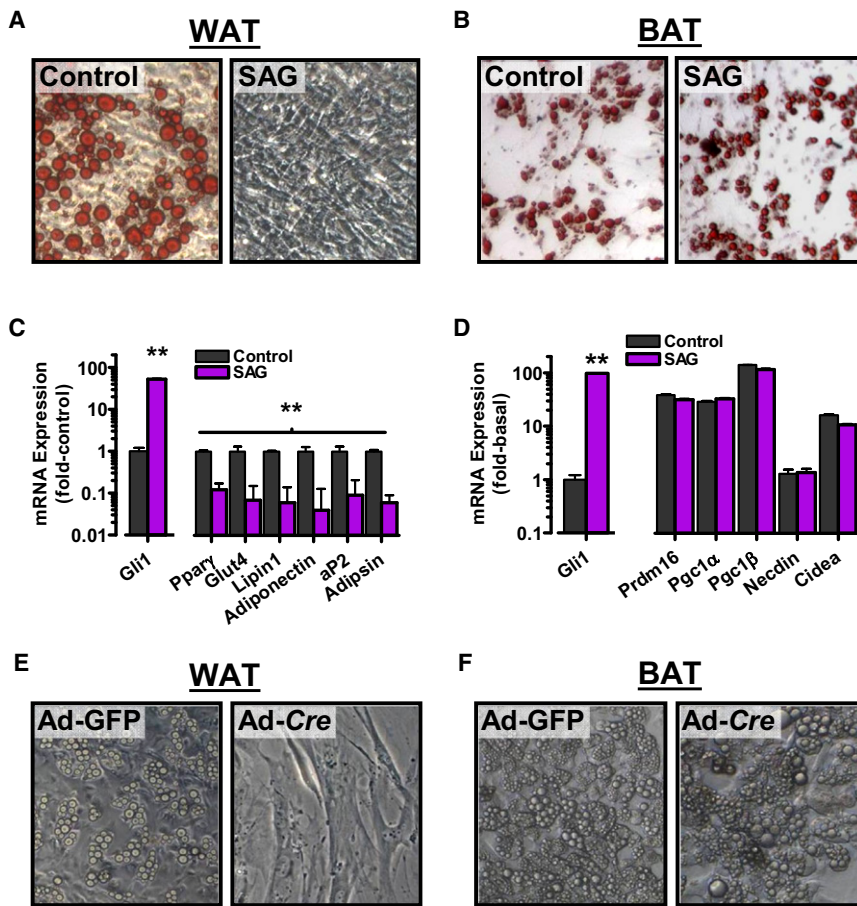 A
WAT
Control
SAG
B
BAT
Control
SAG
C
mRNA Expression
(fold-control)
100
10
1
0.1
0.01
**
Control
SAG
**
Gli1
Pparγ
Glut4
Lipin1
Adiponectin
aP2
Adipsin
D
mRNA Expression
(fold-basal)
100
10
1
0.1
**
Control
SAG
Gli1
Prdm16
Pgc1α
Pgc1β
Necdin
Cidea
E
WAT
Ad-GFP
Ad-Cre
F
BAT
Ad-GFP
Ad-Cre